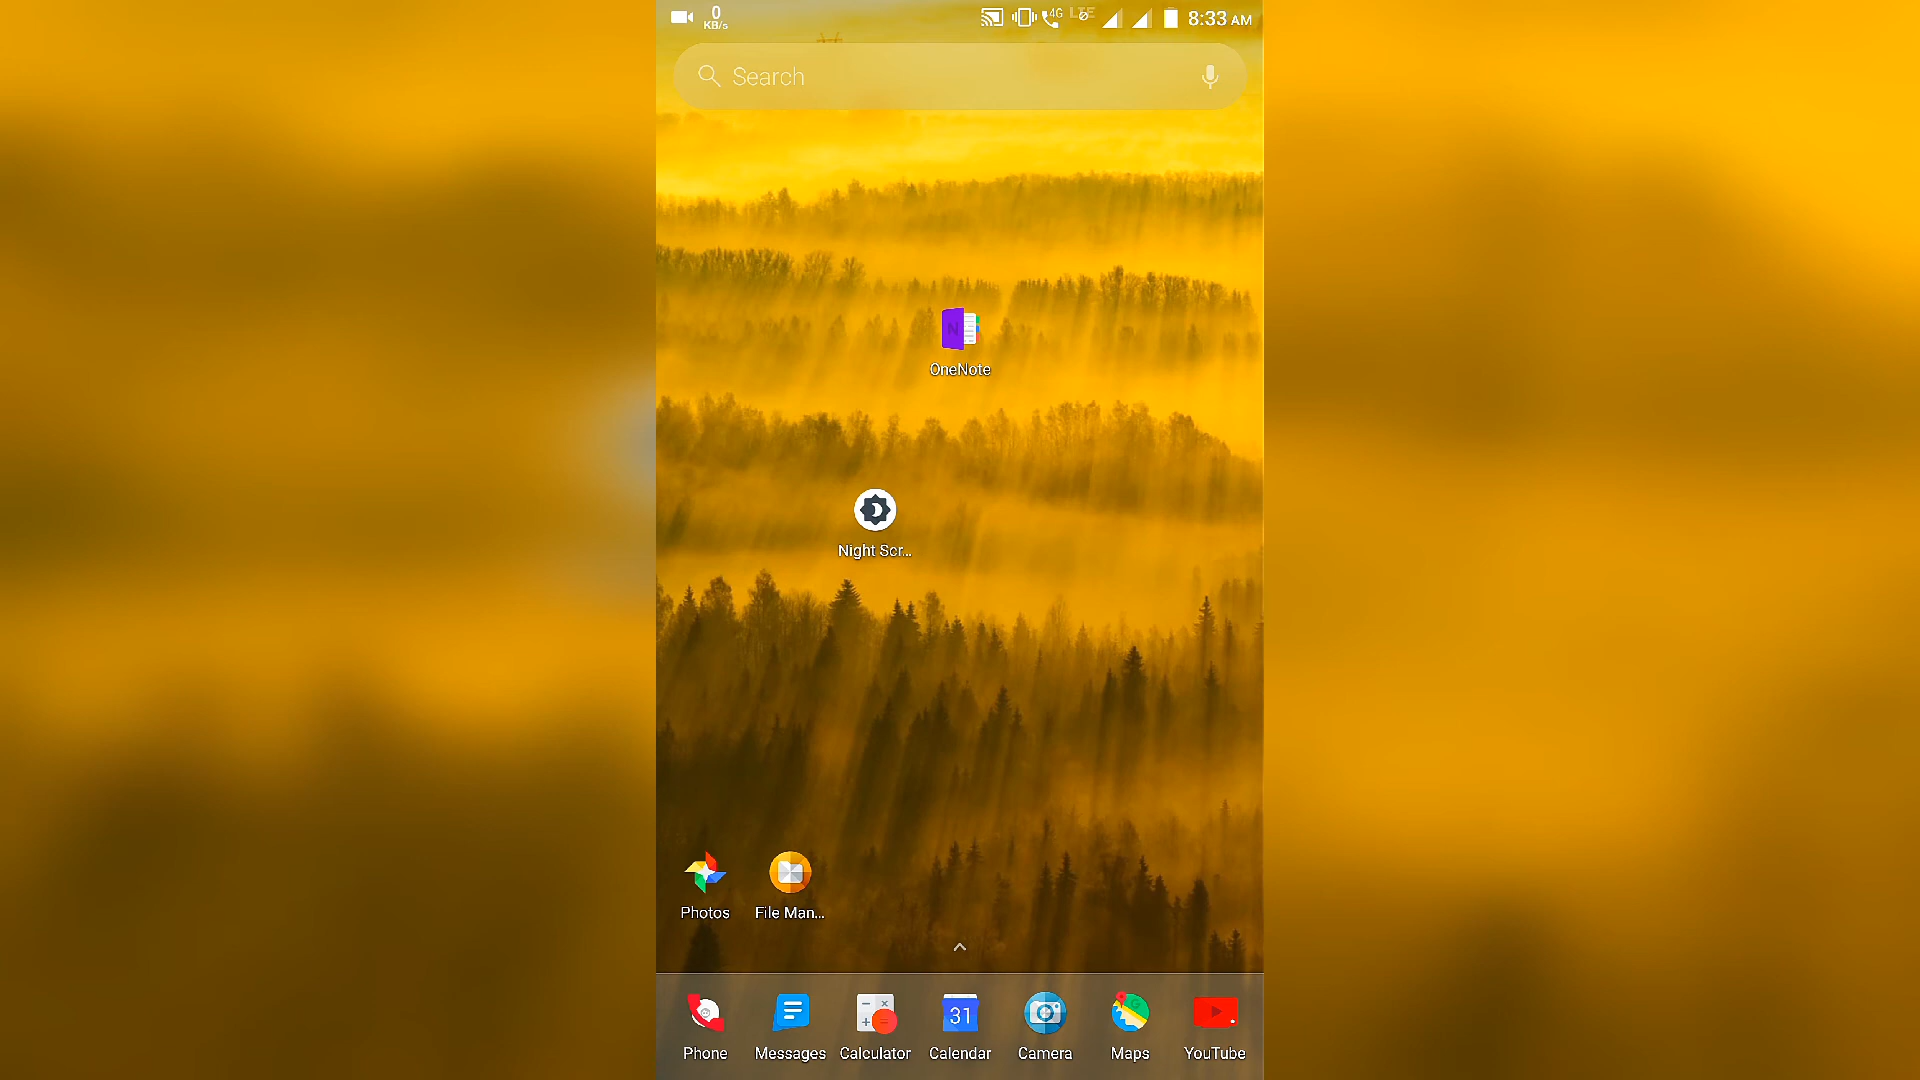 0
KB/s
4G
LTE
8:33 AM
Search
N
OneNote
Night Scr...
Photos
File Man...
31
Phone
Messages
Calculator
Calendar
Camera
Maps
YouTube